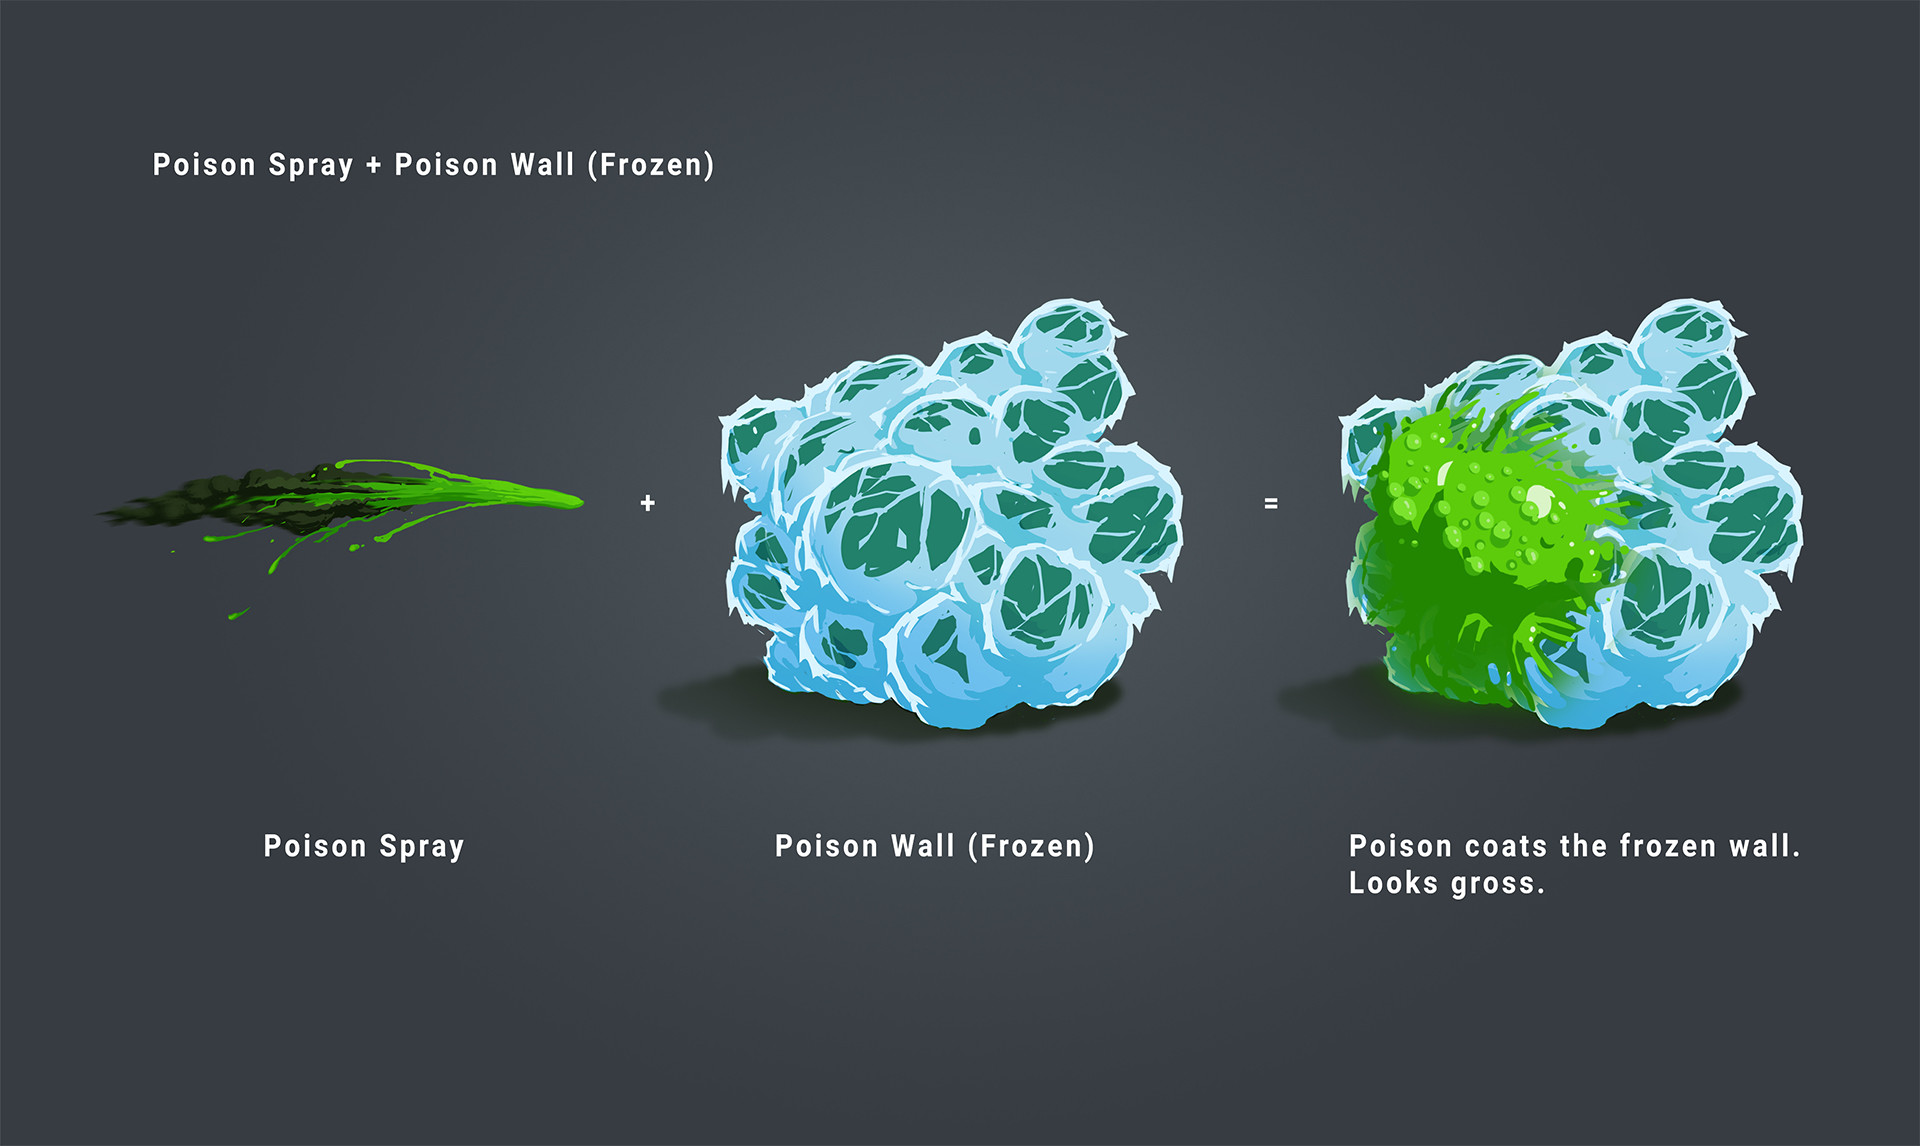 Poison Spray + Poison Wall (Frozen)
+
=
Poison Spray
Poison Wall (Frozen)
Poison coats the frozen wall.
Looks gross.